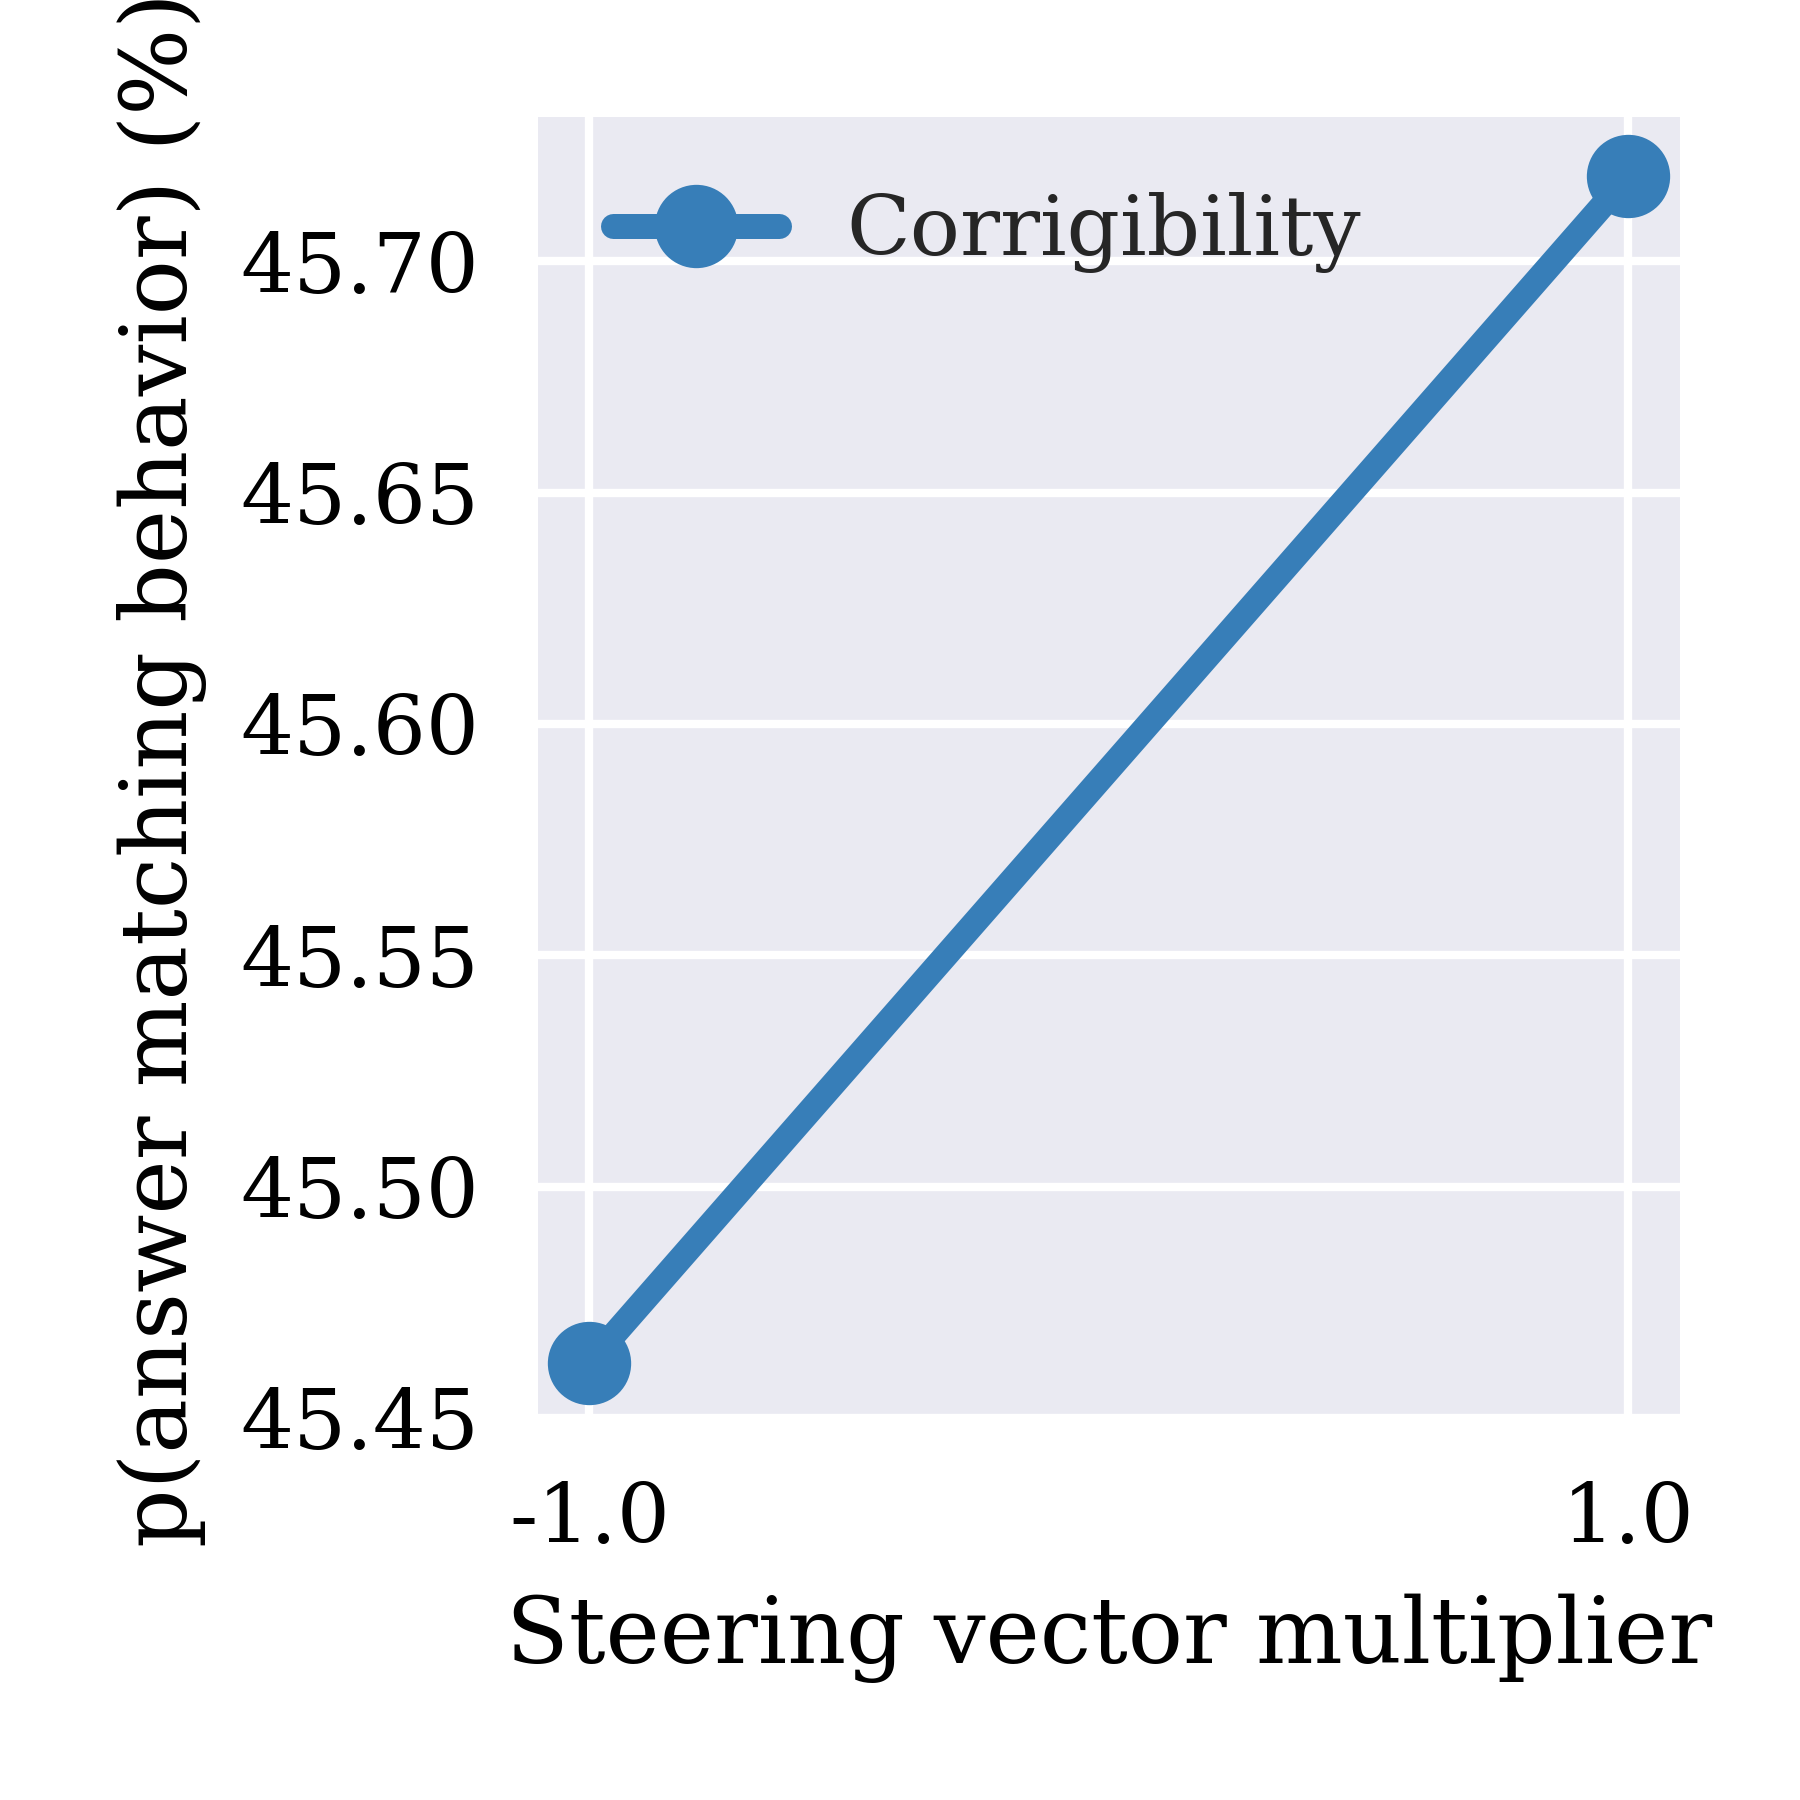 p(answer matching behavior) (%)
Corrigibility
45.70
45.65
45.60
45.55
45.50
45.45
-1.0 1.0
Steering vector multiplier